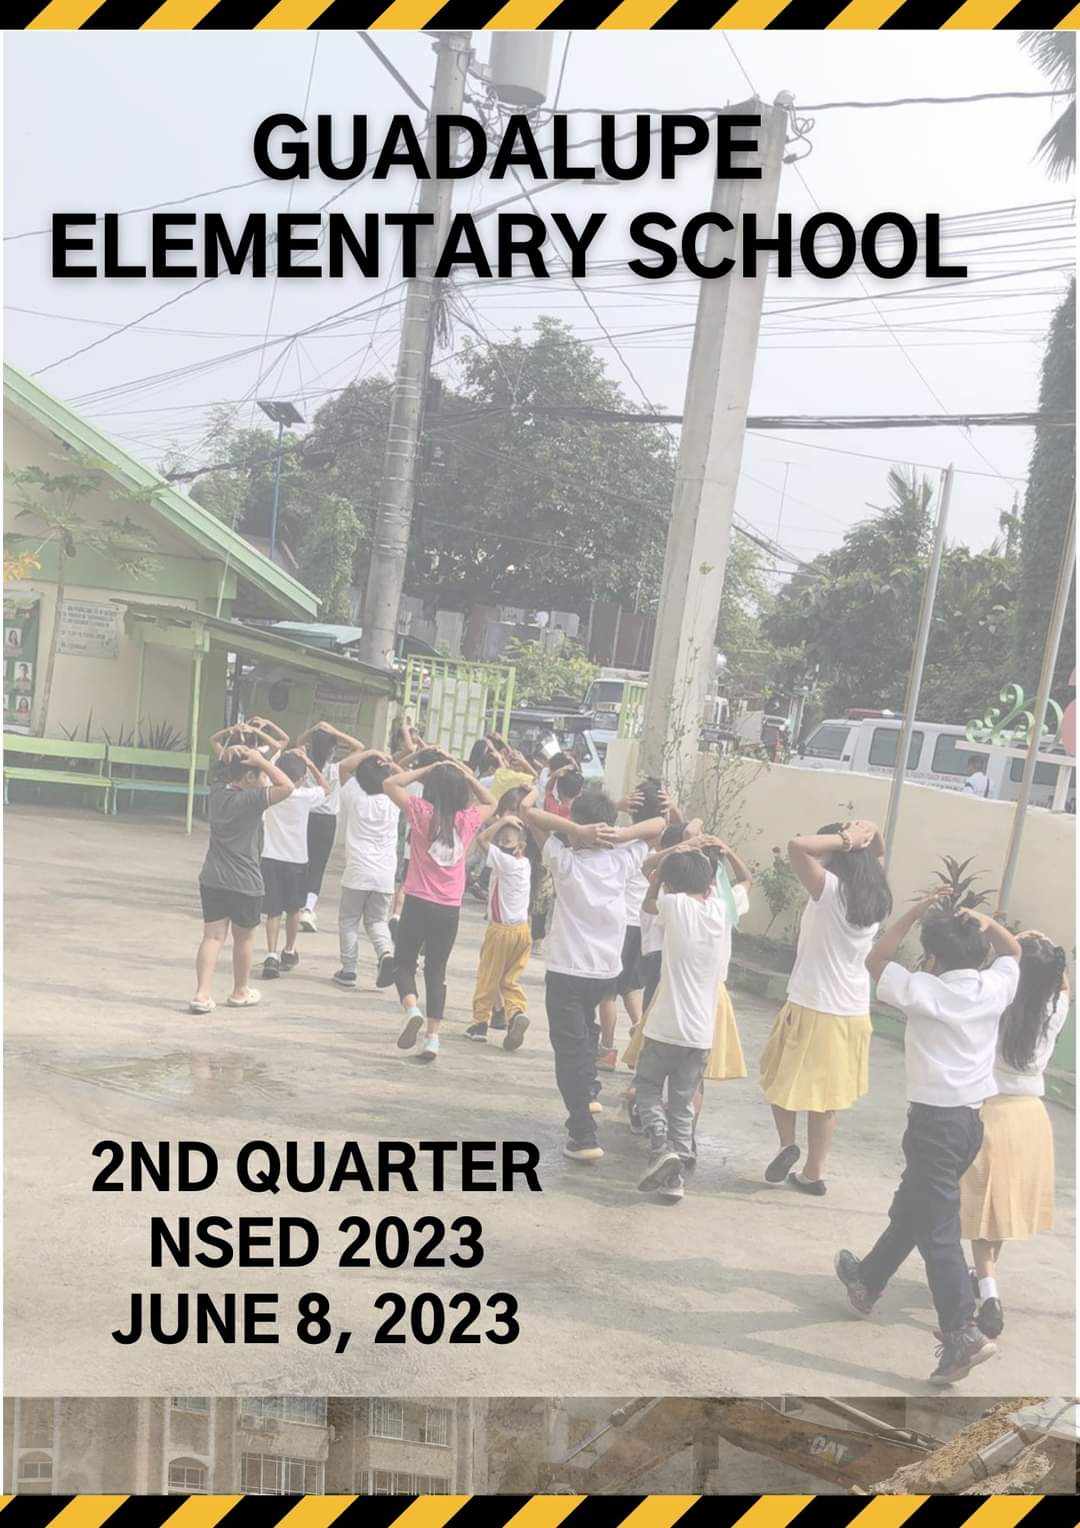 GUADALUPE
ELEMENTARY SCHOOL
2ND QUARTER
NSED 2023
JUNE 8, 2023
CAT